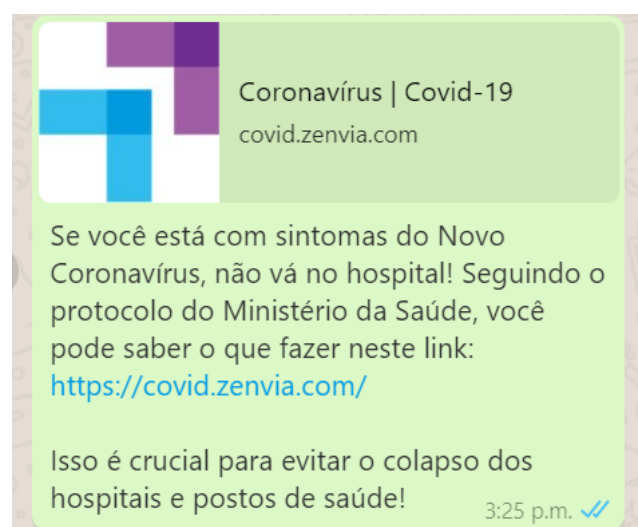 Coronavírus | Covid-19
covid.zenvia.com
Se você está com sintomas do Novo
Coronavírus, não vá no hospital! Seguindo o
protocolo do Ministério da Saúde, você
pode saber o que fazer neste link:
https://covid.zenvia.com/
Isso é crucial para evitar o colapso dos
hospitais e postos de saúde!
3:25 p.m.